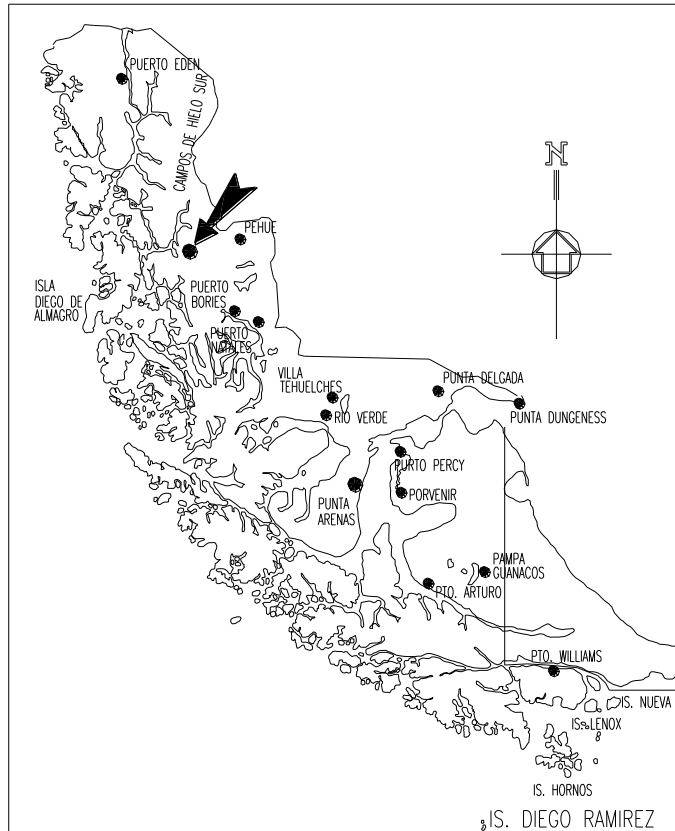 PUERTO EDEN
CAMPOS DE HIELO SUR
N
PEHUE
ISLA
DIEGO DE
ALMAGRO
PUERTO
BORIES
PUERTO
NATALES
VILLA
TEHUELCHES
PUNTA DELGADA
RIO VERDE
PUNTA DUNGENESS
PURTO PERCY
PUNTA
ARENAS
PORVENIR
PAMPA
GUANACOS
PTO. ARTURO
PTO. WILLIAMS
IS. NUEVA
IS. LENOX
IS. HORNOS
IS. DIEGO RAMIREZ